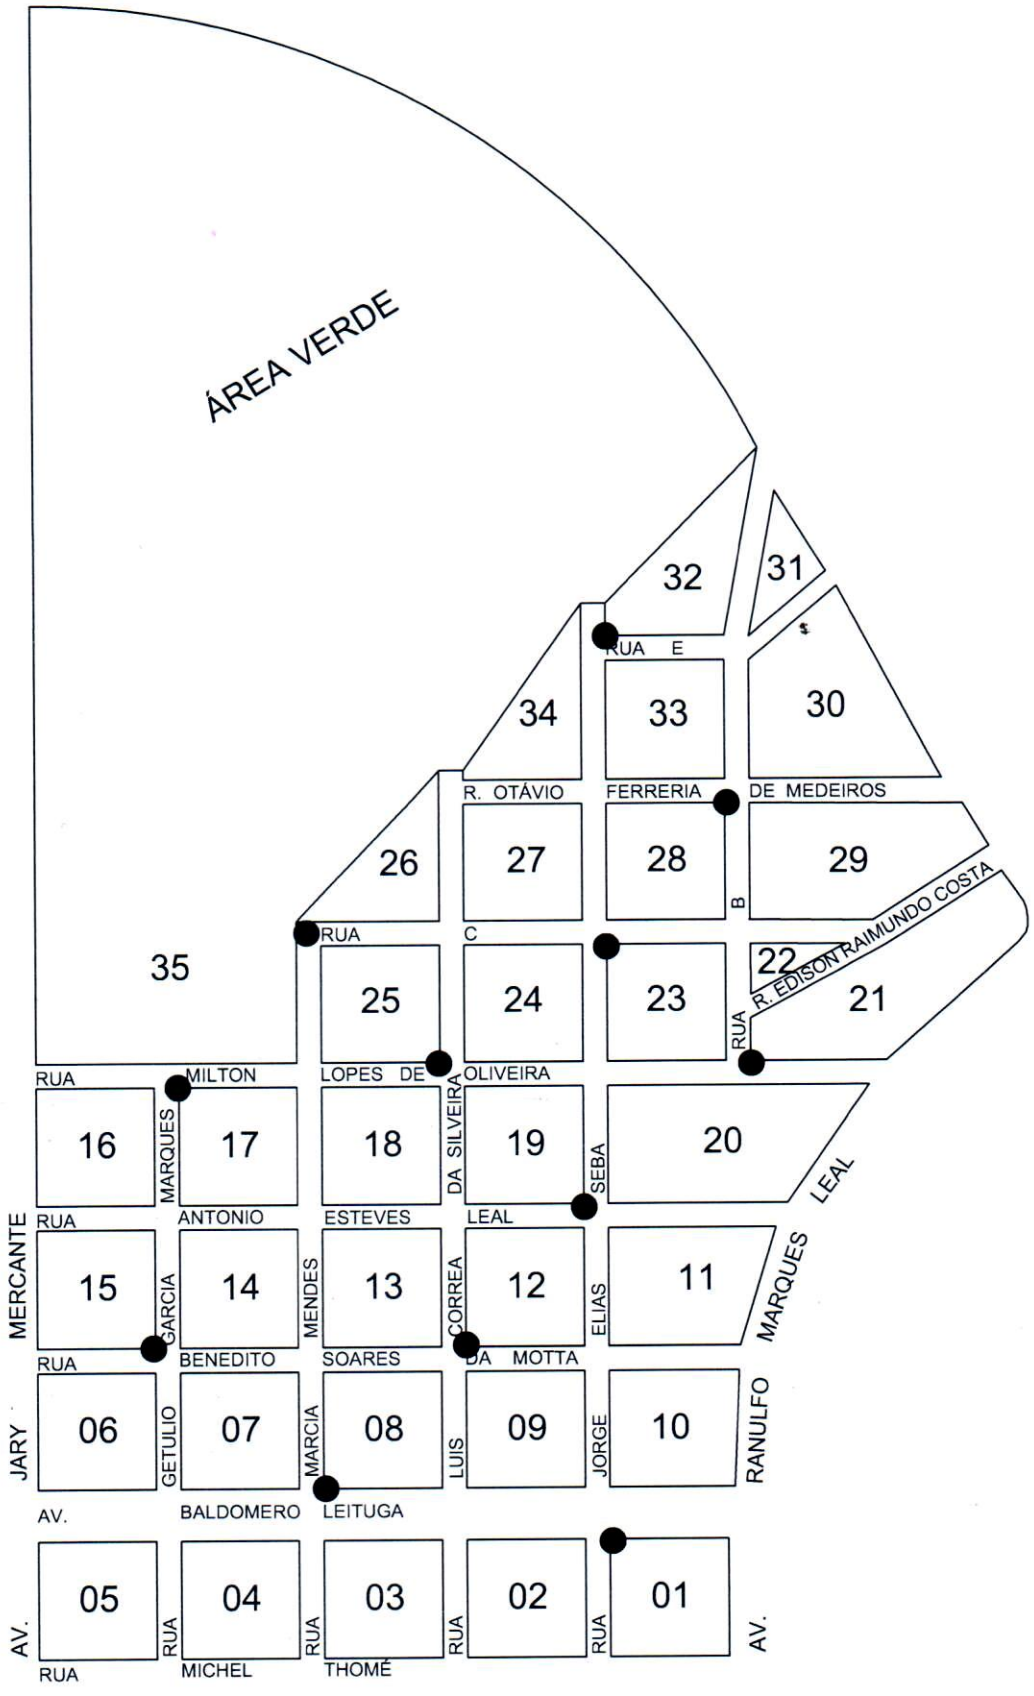 ÁREA VERDE
32
31
RUA E
34
33
30
R. OTÁVIO FERRERIA DE MEDEIROS
26
27
28
29
RUA B
RUA C
R. EDISON RAIMUNDO COSTA
35
25
24
23
22
21
RUA MILTON LOPES DE OLIVEIRA
16
17
18
19
20
RUA ANTONIO ESTEVES LEAL
15
14
13
12
11
RUA BENEDITO SOARES DA MOTTA
06
07
08
09
10
AV. BALDOMERO LEITUGA
05
04
03
02
01
RUA MICHEL THOMÉ
AV. JARY MERCANTE
RUA GETULIO GARCIA MARQUES
RUA MARCIA MENDES
RUA LUIS CORREA DA SILVEIRA
RUA JORGE ELIAS SEBA
AV. RANULFO MARQUES LEAL